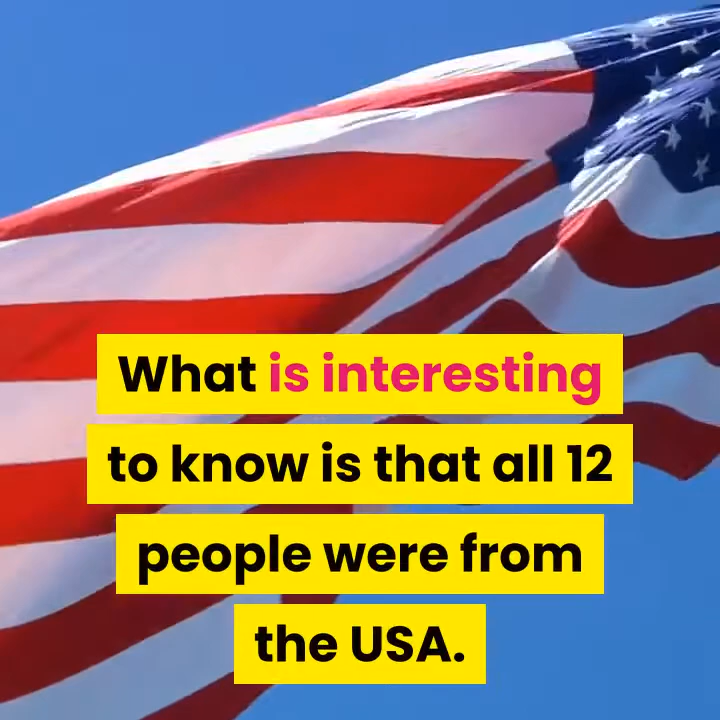 What is interesting
to know is that all 12
people were from
the USA.